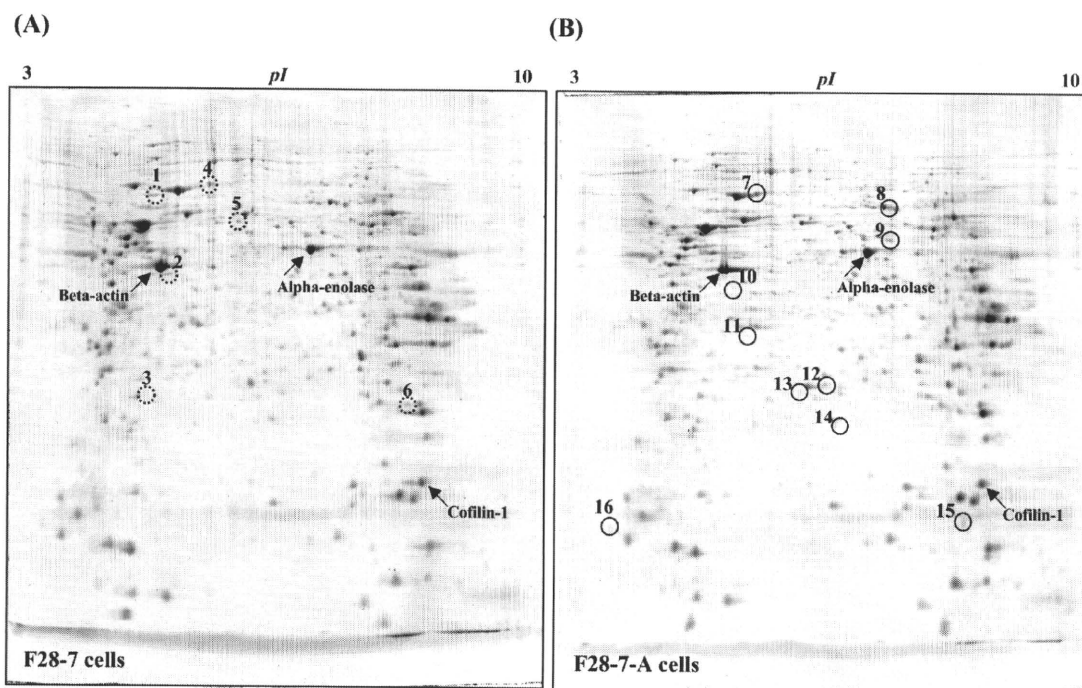 (A)
3 pI 10
1
4
5
2
Beta-actin
Alpha-enolase
3
6
Cofilin-1
F28-7 cells
(B)
3 pI 10
7
8
9
10
Beta-actin
Alpha-enolase
11
12
13
14
16
15
Cofilin-1
F28-7-A cells